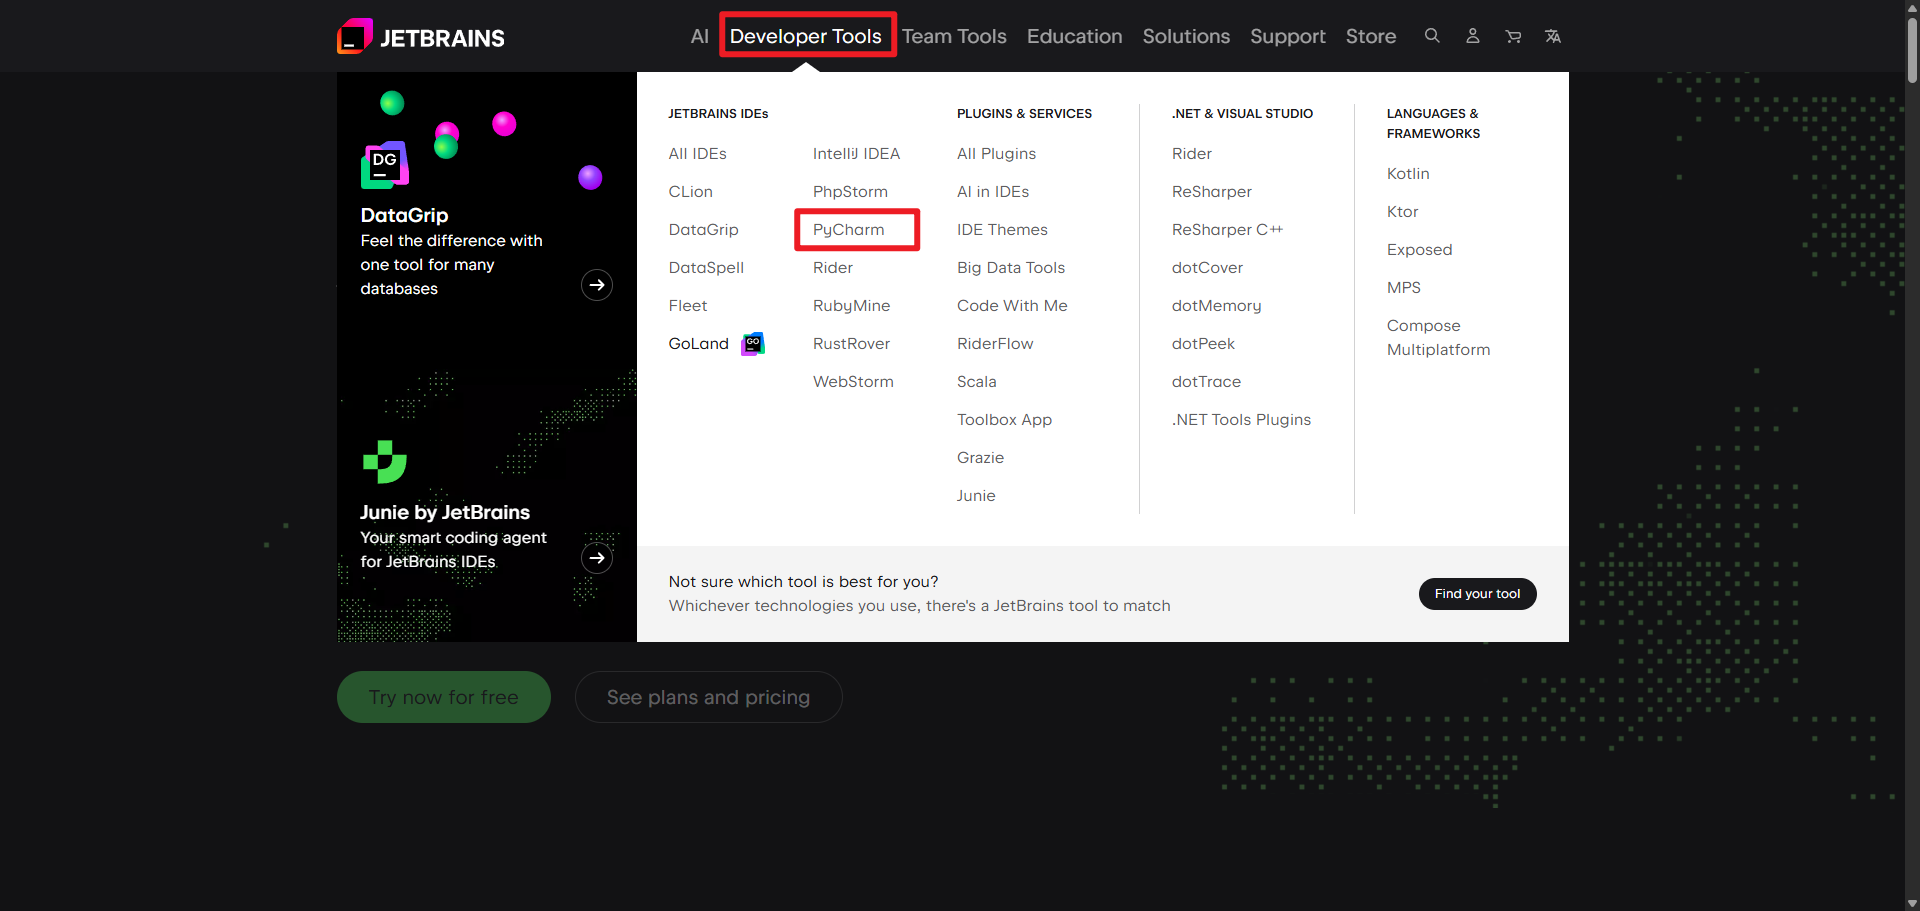 JETBRAINS
AI
Developer Tools
Team Tools
Education
Solutions
Support
Store
DG
DataGrip
Feel the difference with
one tool for many
databases
Junie by JetBrains
Your smart coding agent
for JetBrains IDEs
JETBRAINS IDEs
All IDEs
CLion
DataGrip
DataSpell
Fleet
GoLand
GO
IntelliJ IDEA
PhpStorm
PyCharm
Rider
RubyMine
RustRover
WebStorm
PLUGINS & SERVICES
All Plugins
AI in IDEs
IDE Themes
Big Data Tools
Code With Me
RiderFlow
Scala
Toolbox App
Grazie
Junie
.NET & VISUAL STUDIO
Rider
ReSharper
ReSharper C++
dotCover
dotMemory
dotPeek
dotTrace
.NET Tools Plugins
LANGUAGES &
FRAMEWORKS
Kotlin
Ktor
Exposed
MPS
Compose
Multiplatform
Not sure which tool is best for you?
Whichever technologies you use, there's a JetBrains tool to match
Find your tool
Try now for free
See plans and pricing